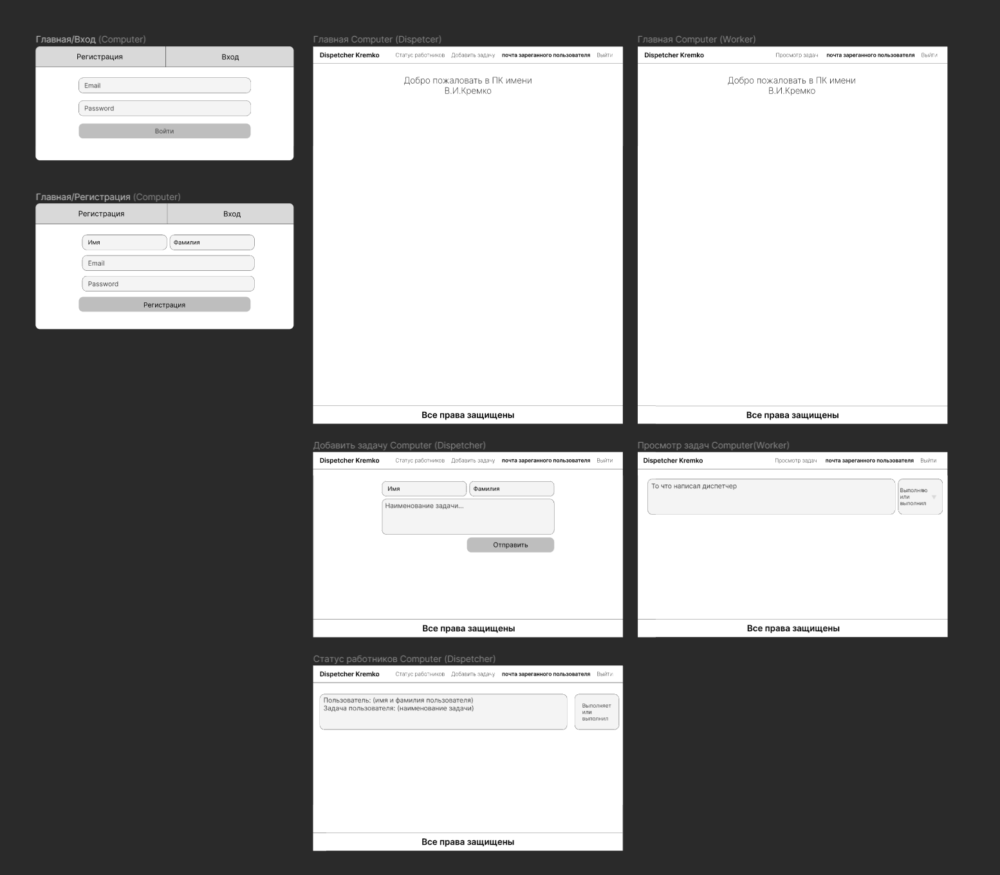 Главная/Вход (Computer)
Регистрация
Вход
Email
Password
Войти
Главная/Регистрация (Computer)
Регистрация
Вход
Имя
Фамилия
Email
Password
Регистрация
Главная Computer (Dispetcer)
Dispetcher Kremko
Статус работников
Добавить задачу
почта зареганного пользователя
Выйти
Добро пожаловать в ПК имени
В.И.Кремко
Все права защищены
Главная Computer (Worker)
Dispetcher Kremko
Просмотр задач
почта зареганного пользователя
Выйти
Добро пожаловать в ПК имени
В.И.Кремко
Все права защищены
Добавить задачу Computer (Dispetcher)
Dispetcher Kremko
Статус работников
Добавить задачу
почта зареганного пользователя
Выйти
Имя
Фамилия
Наименование задачи...
Отправить
Все права защищены
Просмотр задач Computer(Worker)
Dispetcher Kremko
Просмотр задач
почта зареганного пользователя
Выйти
То что написал диспетчер
Выполняю
или
выполнил
Все права защищены
Статус работников Computer (Dispetcher)
Dispetcher Kremko
Статус работников
Добавить задачу
почта зареганного пользователя
Выйти
Пользователь: (имя и фамилия пользователя)
Задача пользователя: (наименование задачи)
Выполняет
или
выполнил
Все права защищены